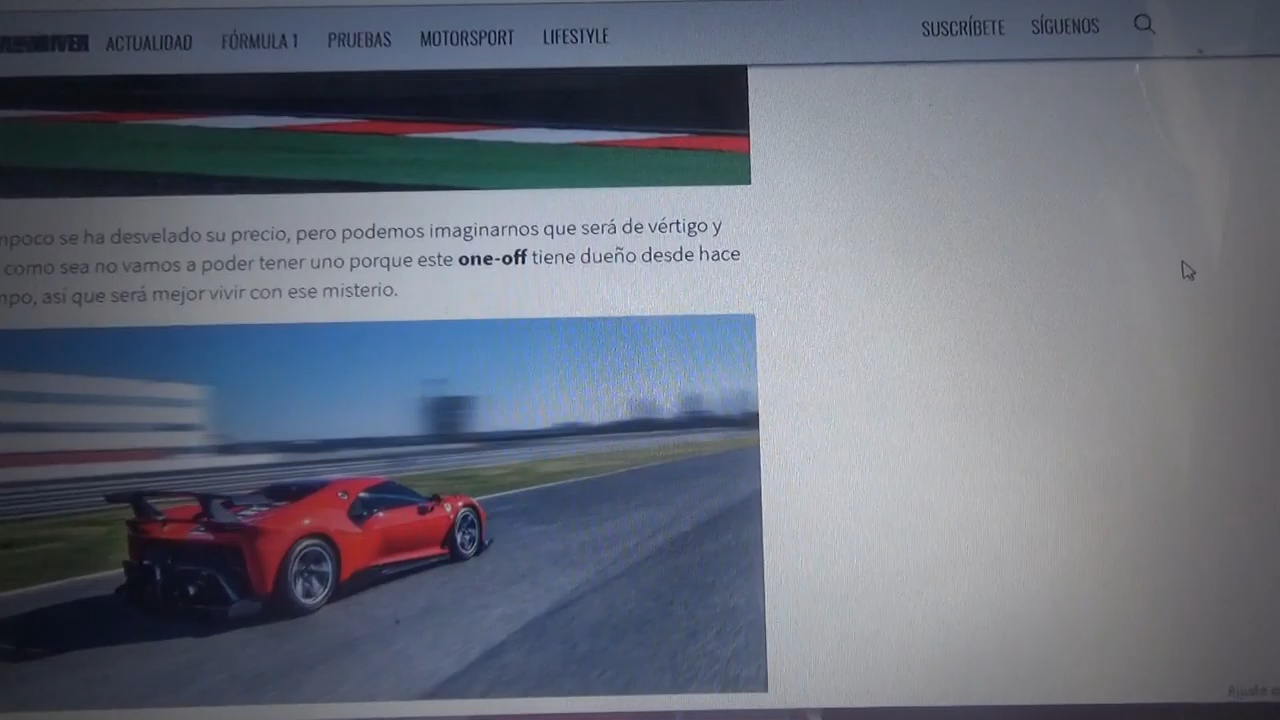 ACTUALIDAD FÓRMULA 1 PRUEBAS MOTORSPORT LIFESTYLE SUSCRÍBETE SÍGUENOS
se ha desvelado su precio, pero podemos imaginarnos que será de vértigo y
como sea no vamos a poder tener uno porque este one-off tiene dueño desde hace
así que será mejor vivir con ese misterio.